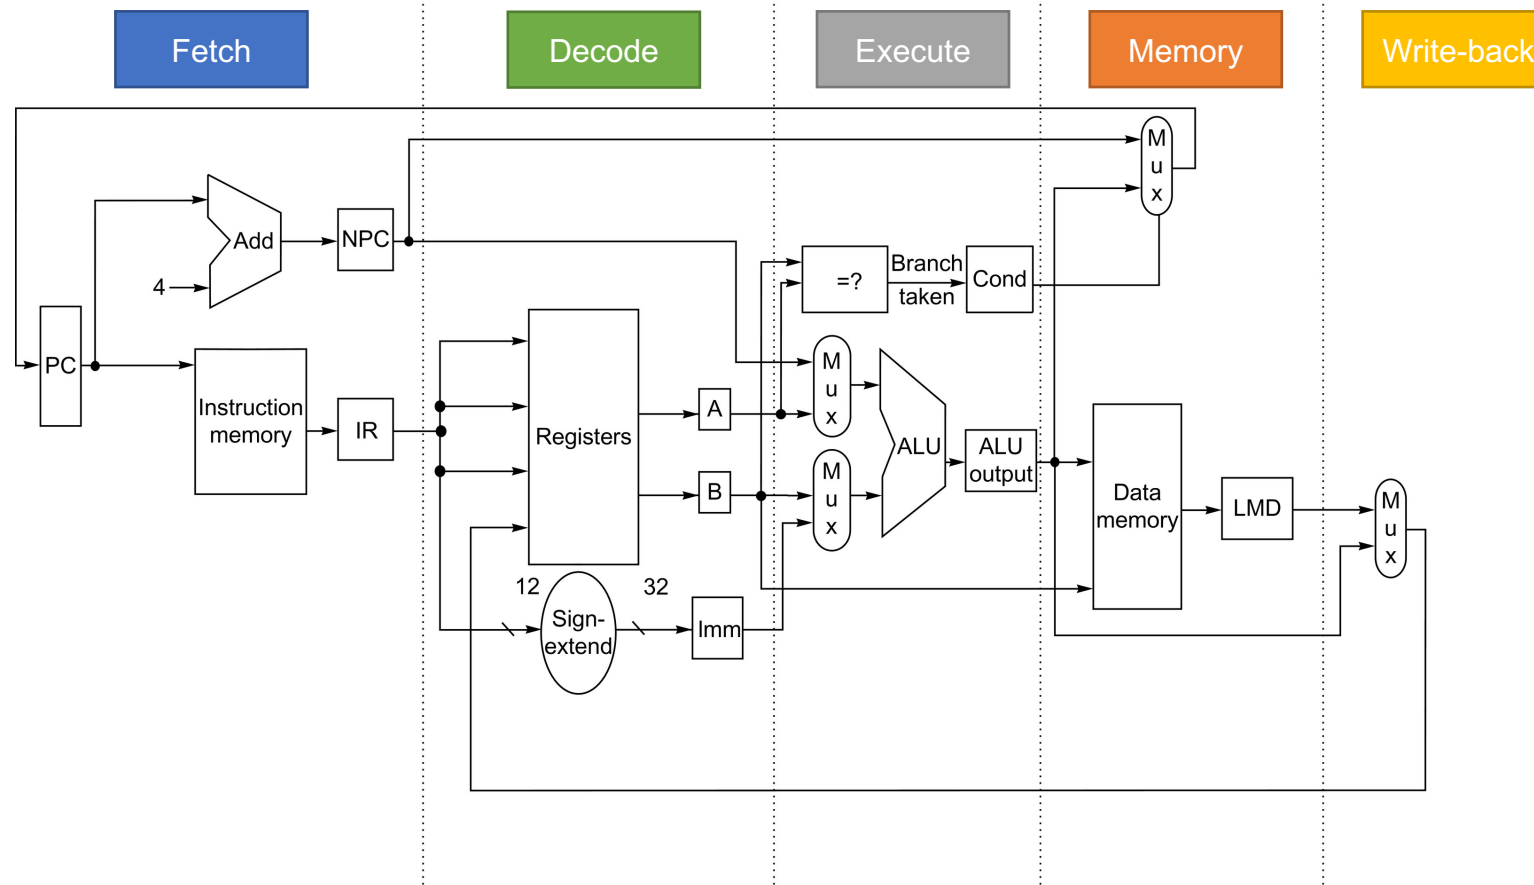 Fetch
Decode
Execute
Memory
Write-back
M
u
x
Add
NPC
4
Branch
taken
=?
Cond
PC
Instruction
memory
IR
Registers
A
B
M
u
x
M
u
x
ALU
ALU
output
Data
memory
LMD
M
u
x
12
32
Sign-
extend
Imm